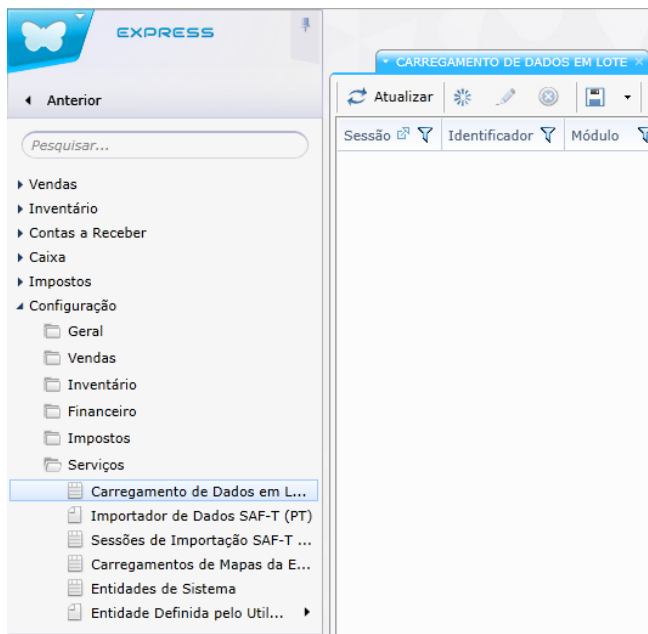 EXPRESS
Anterior
Pesquisar...
Vendas
Inventário
Contas a Receber
Caixa
Impostos
Configuração
Geral
Vendas
Inventário
Financeiro
Impostos
Serviços
Carregamento de Dados em L...
Importador de Dados SAF-T (PT)
Sessões de Importação SAF-T ...
Carregamentos de Mapas da E...
Entidades de Sistema
Entidade Definida pelo Util...
CARREGAMENTO DE DADOS EM LOTE
Atualizar
Sessão Identificador Módulo